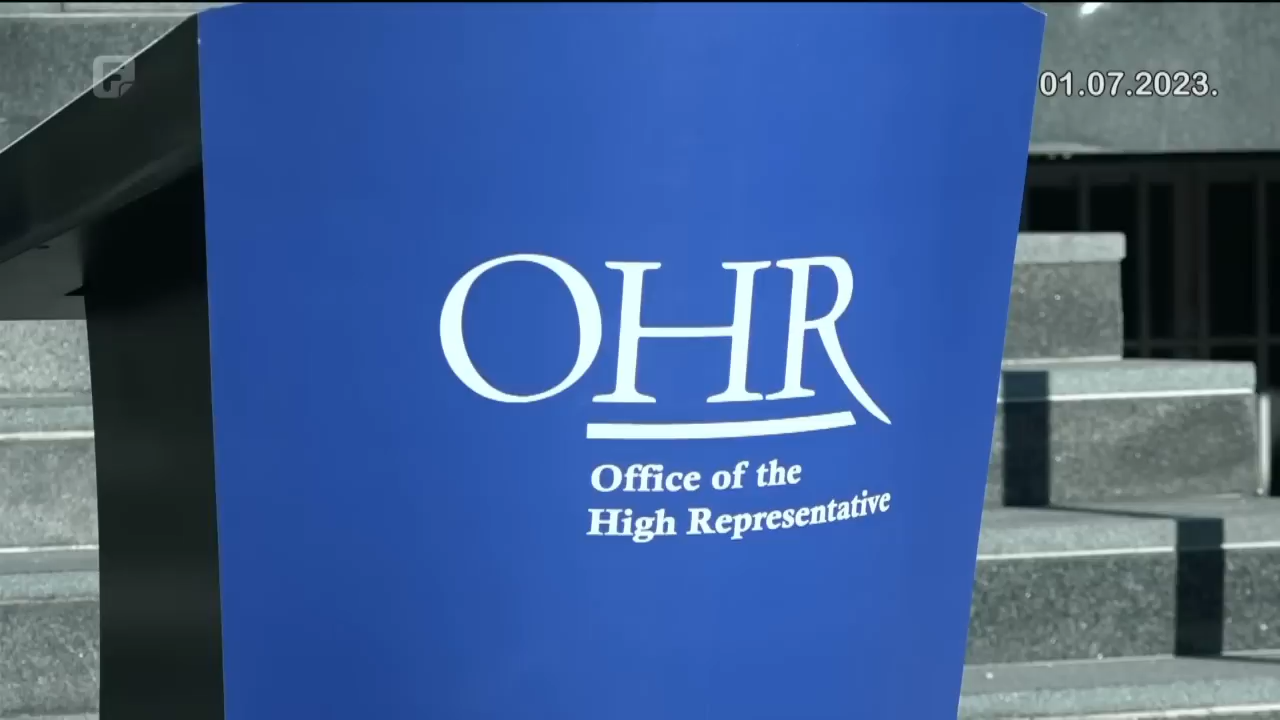 01.07.2023.
OHR
Office of the
High Representative